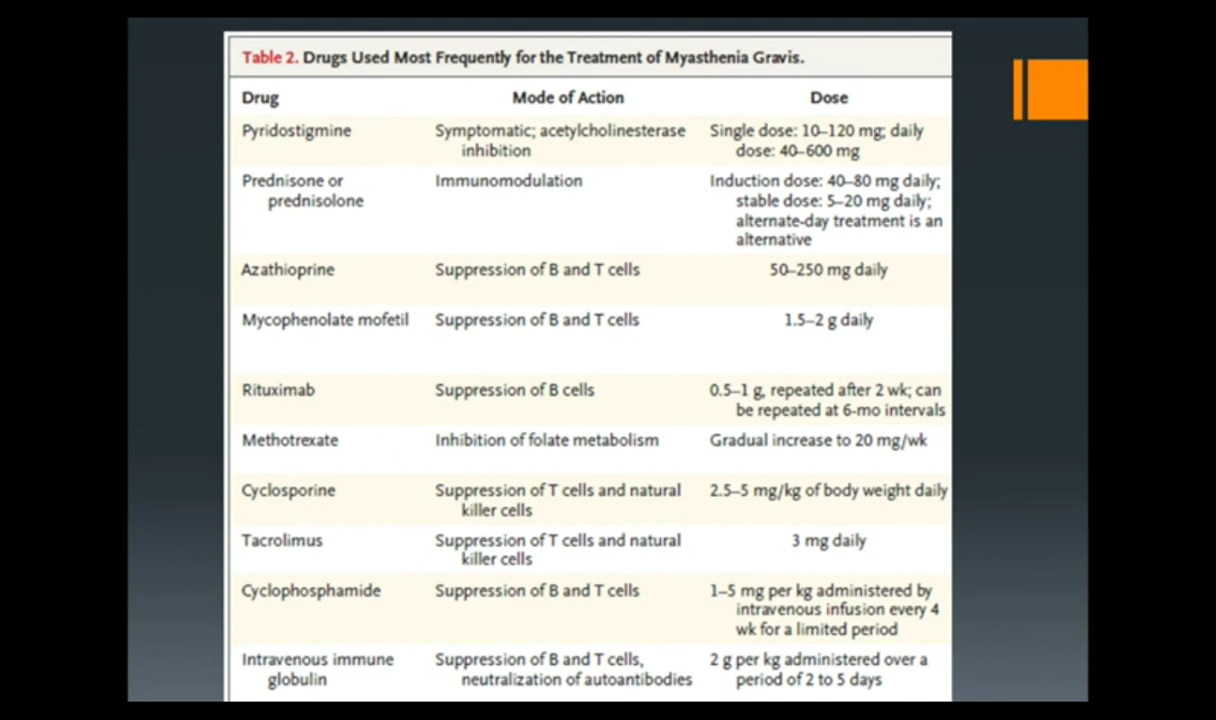 Table 2. Drugs Used Most Frequently for the Treatment of Myasthenia Gravis.
Drug Mode of Action Dose
Pyridostigmine Symptomatic; acetylcholinesterase Single dose: 10–120 mg; daily
inhibition dose: 40–600 mg
Prednisone or Immunomodulation Induction dose: 40–80 mg daily;
prednisolone stable dose: 5–20 mg daily;
alternate-day treatment is an
alternative
Azathioprine Suppression of B and T cells 50–250 mg daily
Mycophenolate mofetil Suppression of B and T cells 1.5–2 g daily
Rituximab Suppression of B cells 0.5–1 g, repeated after 2 wk; can
be repeated at 6-mo intervals
Methotrexate Inhibition of folate metabolism Gradual increase to 20 mg/wk
Cyclosporine Suppression of T cells and natural 2.5–5 mg/kg of body weight daily
killer cells
Tacrolimus Suppression of T cells and natural 3 mg daily
killer cells
Cyclophosphamide Suppression of B and T cells 1–5 mg per kg administered by
intravenous infusion every 4
wk for a limited period
Intravenous immune Suppression of B and T cells, 2 g per kg administered over a
globulin neutralization of autoantibodies period of 2 to 5 days